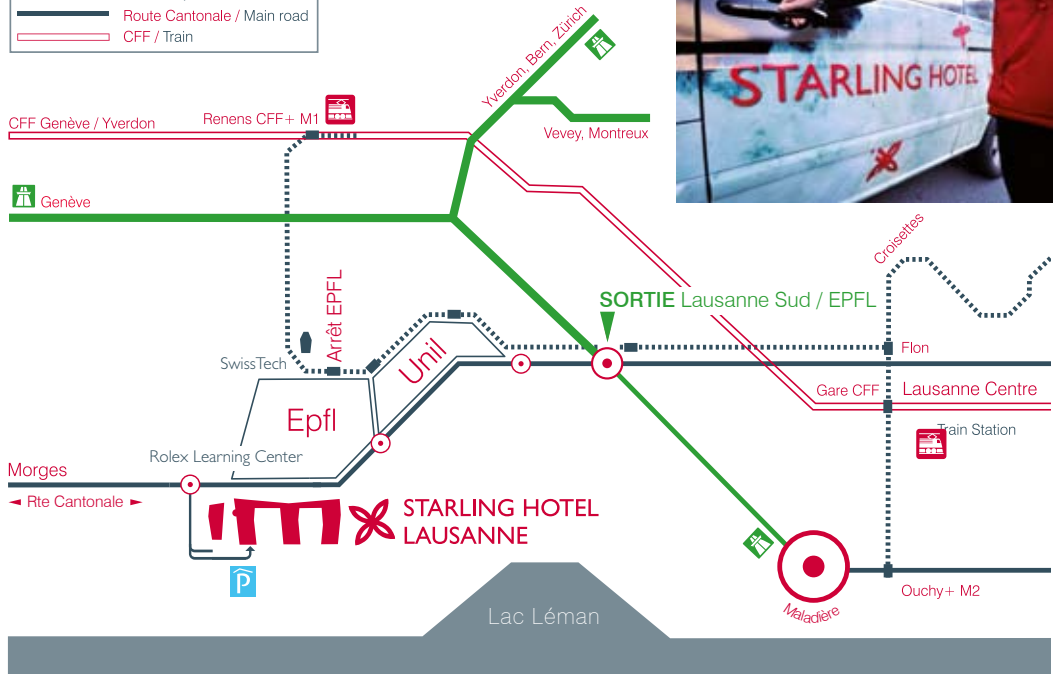 Route Cantonale / Main road
CFF / Train
STARLING HOTEL
Yverdon, Bern, Zürich
Vevey, Montreux
CFF Genève / Yverdon
Renens CFF+ M1
Genève
Croisettes
Arrêt EPFL
SORTIE Lausanne Sud / EPFL
SwissTech
Unil
Flon
Epfl
Gare CFF
Lausanne Centre
Train Station
Rolex Learning Center
Morges
Rte Cantonale
STARLING HOTEL
LAUSANNE
P
Ouchy+ M2
Maladière
Lac Léman